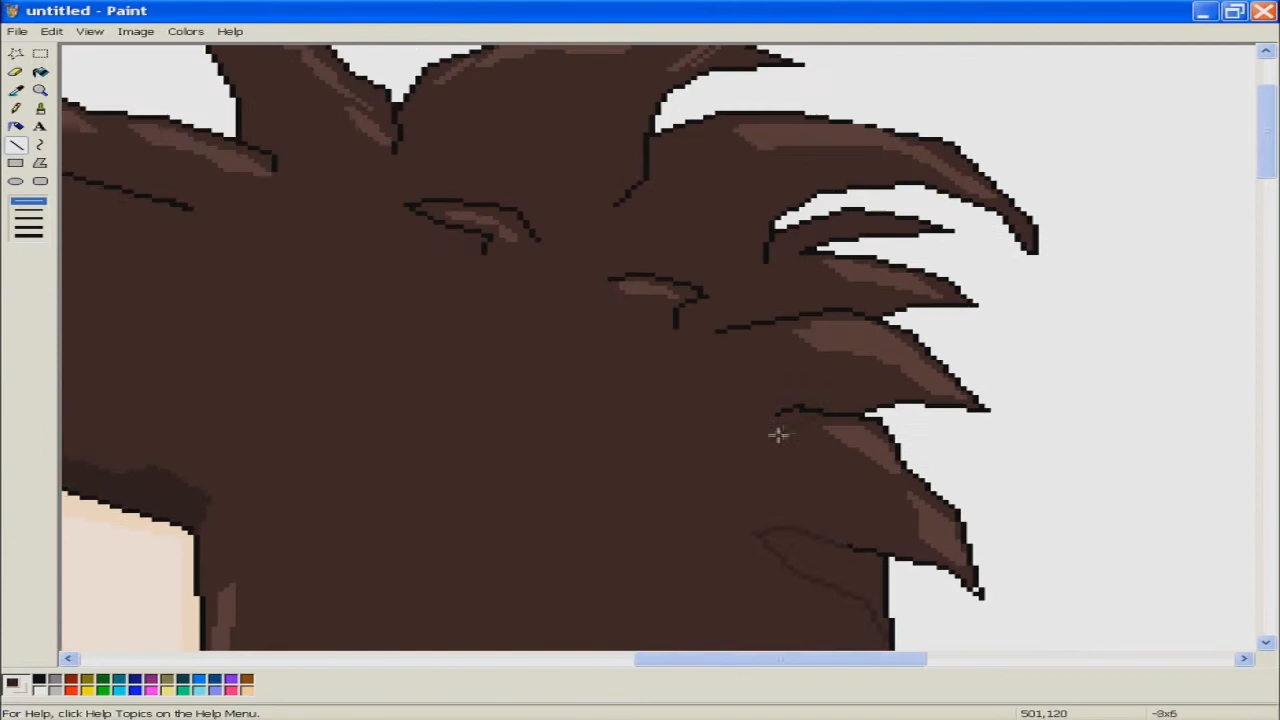 untitled - Paint
File Edit View Image Colors Help
A
For Help, click Help Topics on the Help Menu.
501,120
-8x6